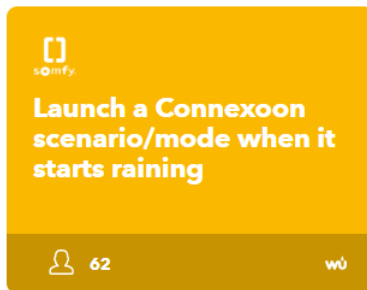 somfy.
Launch a Connexoon
scenario/mode when it
starts raining
62
wu